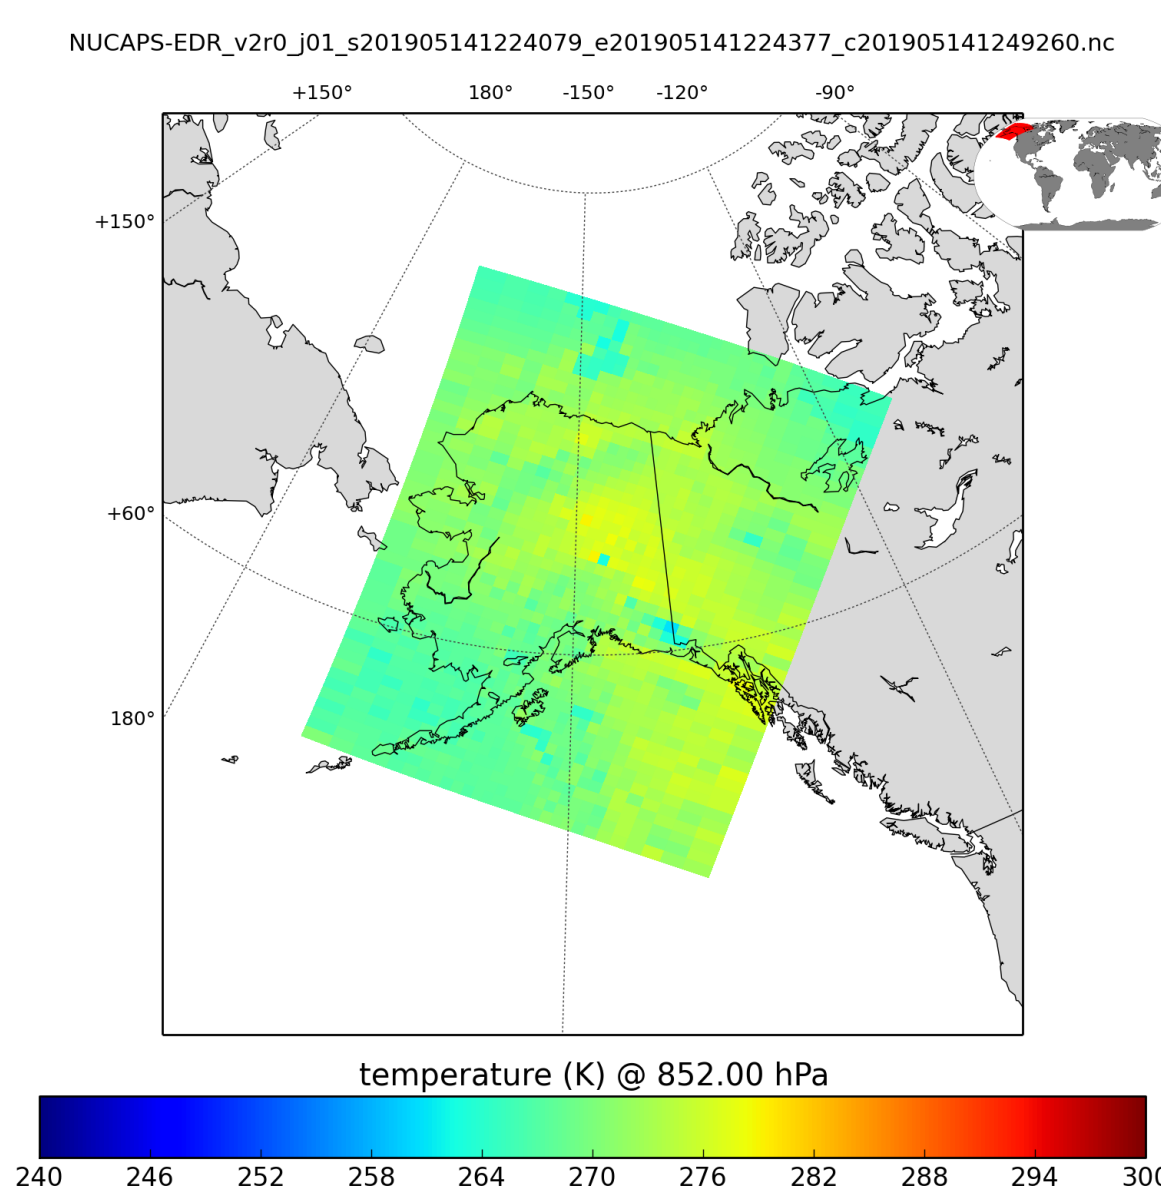 NUCAPS-EDR_v2r0_j01_s201905141224079_e201905141224377_c201905141249260.nc
+150° 180° -150° -120° -90°
+150°
+60°
180°
temperature (K) @ 852.00 hPa
240 246 252 258 264 270 276 282 288 294 300